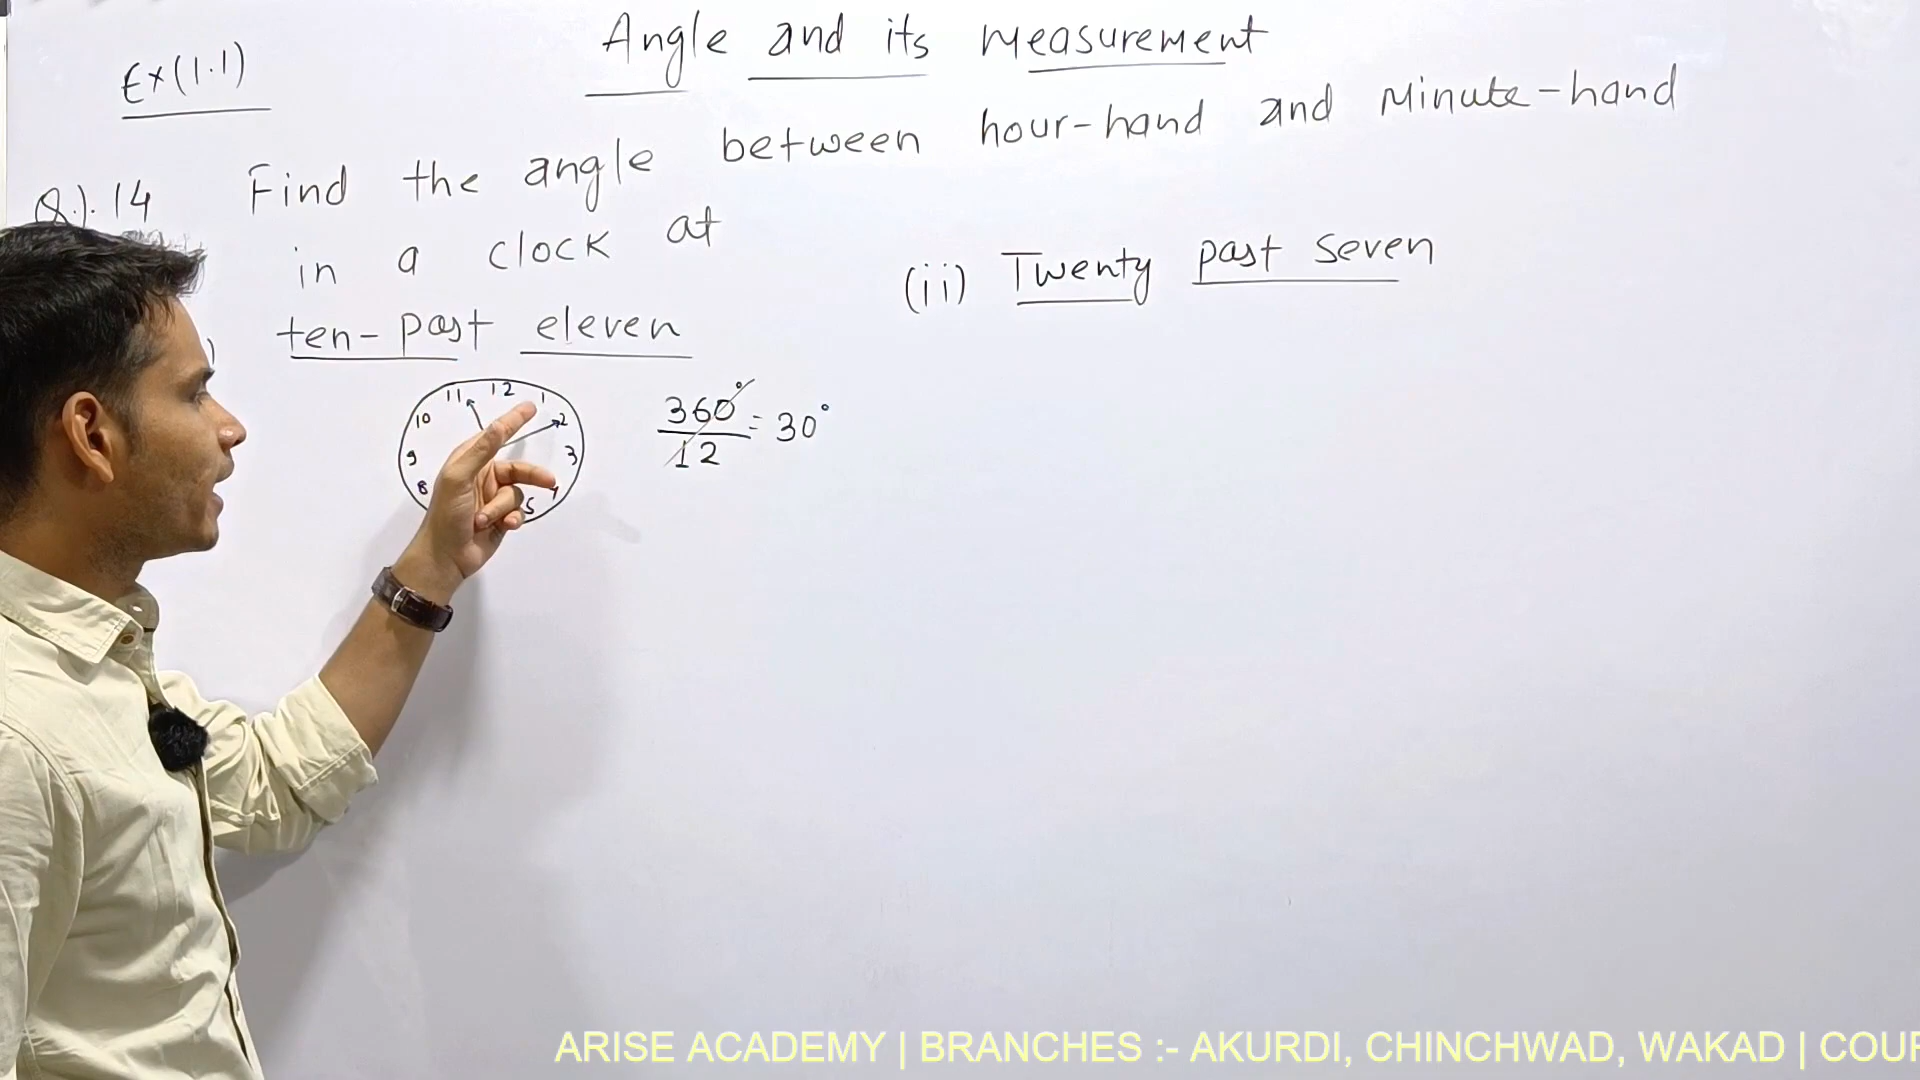 Angle and its measurement
Ex(1.1)
Q.). 14 Find the angle between hour-hand and Minute-hand
in a clock at
) ten-past eleven
(ii) Twenty past seven
11 12 1
10 2
9 3
8 4
5
360°/12 = 30°
ARISE ACADEMY | BRANCHES :- AKURDI, CHINCHWAD, WAKAD | COUR